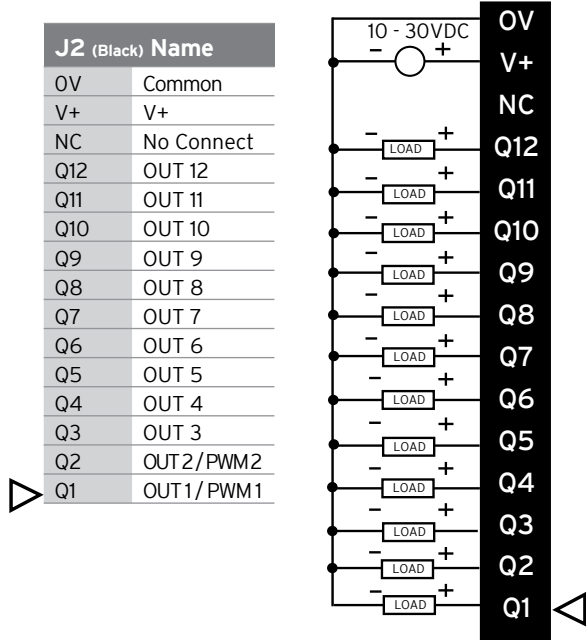 J2 (Black) Name
0V Common
V+ V+
NC No Connect
Q12 OUT 12
Q11 OUT 11
Q10 OUT 10
Q9 OUT 9
Q8 OUT 8
Q7 OUT 7
Q6 OUT 6
Q5 OUT 5
Q4 OUT 4
Q3 OUT 3
Q2 OUT2/PWM2
Q1 OUT1/PWM1
0V
10 - 30VDC
- + V+
NC
- LOAD + Q12
- LOAD + Q11
- LOAD + Q10
- LOAD + Q9
- LOAD + Q8
- LOAD + Q7
- LOAD + Q6
- LOAD + Q5
- LOAD + Q4
- LOAD + Q3
- LOAD + Q2
- LOAD + Q1